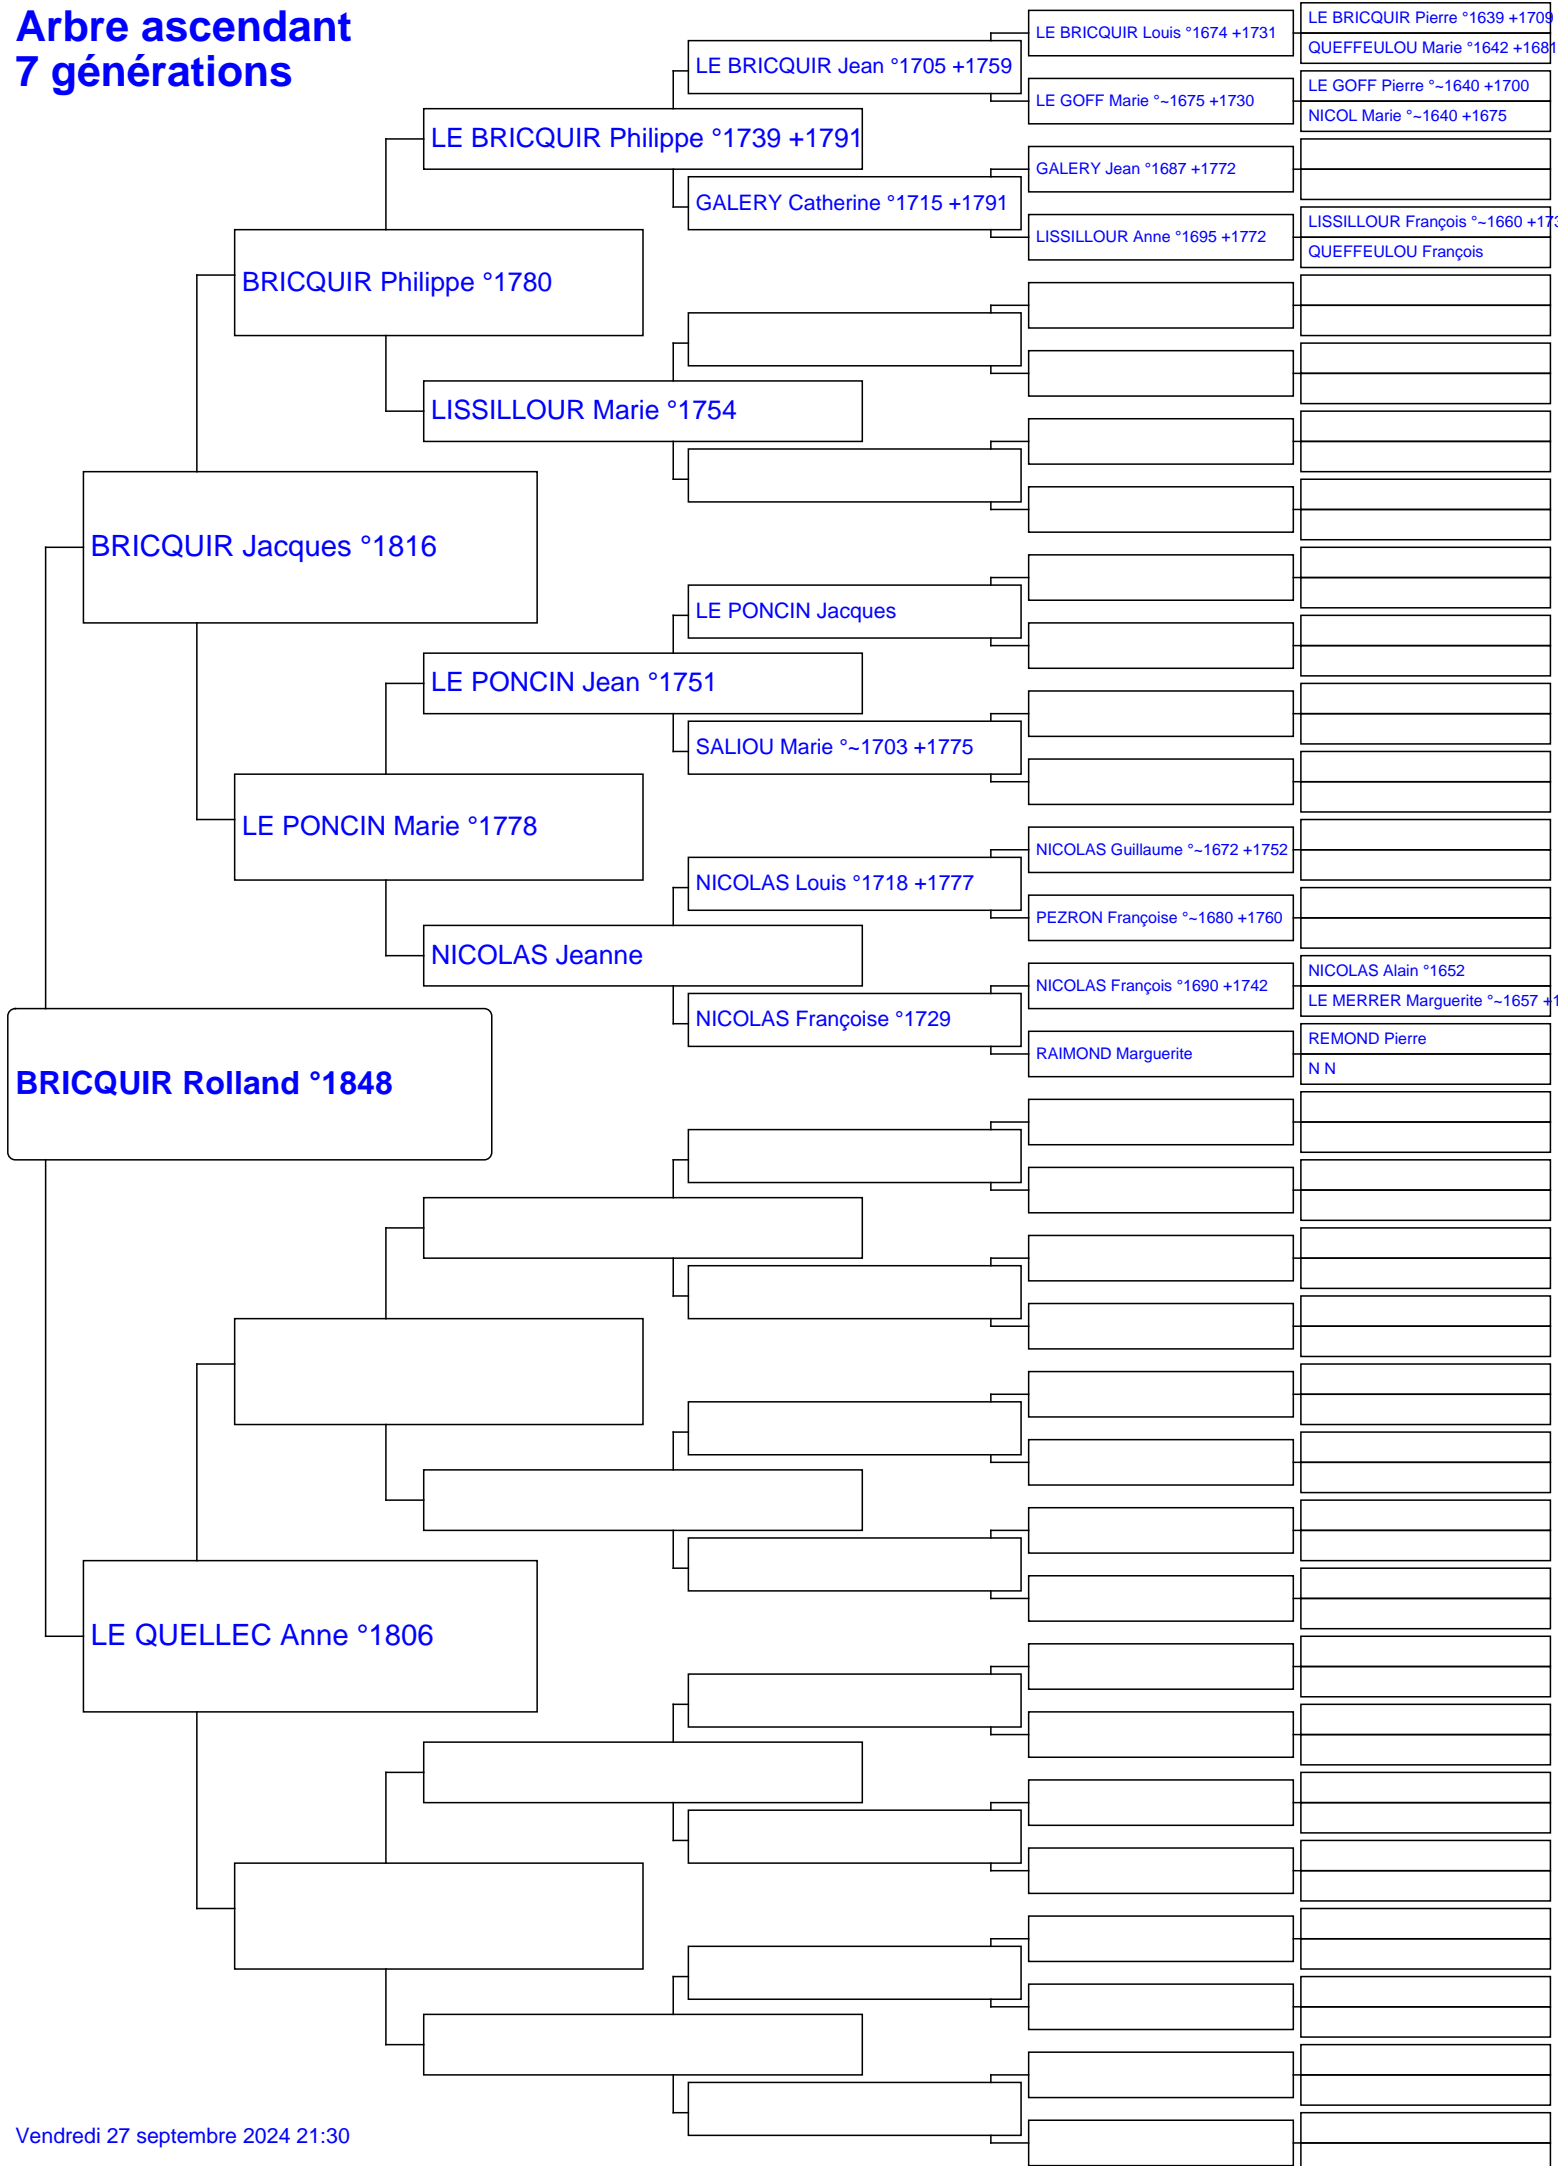 Arbre ascendant
7 générations
LE BRICQUIR Pierre °1639 +1709
LE BRICQUIR Louis °1674 +1731
QUEFFEULOU Marie °1642 +1681
LE BRICQUIR Jean °1705 +1759
LE GOFF Pierre °~1640 +1700
LE GOFF Marie °~1675 +1730
NICOL Marie °~1640 +1675
LE BRICQUIR Philippe °1739 +1791
GALERY Jean °1687 +1772
GALERY Catherine °1715 +1791
LISSILLOUR François °~1660 +173
LISSILLOUR Anne °1695 +1772
QUEFFEULOU François
BRICQUIR Philippe °1780
LISSILLOUR Marie °1754
BRICQUIR Jacques °1816
LE PONCIN Jacques
LE PONCIN Jean °1751
SALIOU Marie °~1703 +1775
LE PONCIN Marie °1778
NICOLAS Guillaume °~1672 +1752
NICOLAS Louis °1718 +1777
PEZRON Françoise °~1680 +1760
NICOLAS Jeanne
NICOLAS Alain °1652
NICOLAS François °1690 +1742
LE MERRER Marguerite °~1657 +1
NICOLAS Françoise °1729
REMOND Pierre
RAIMOND Marguerite
N N
BRICQUIR Rolland °1848
LE QUELLEC Anne °1806
Vendredi 27 septembre 2024 21:30